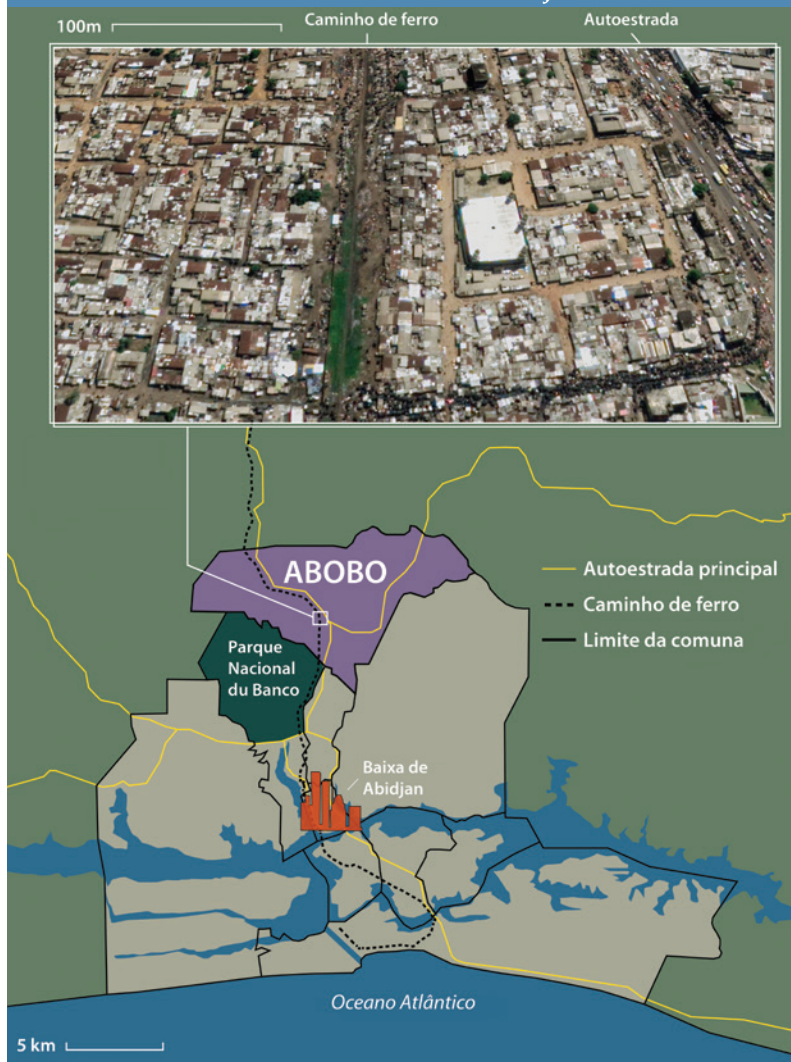 100m
Caminho de ferro
Autoestrada
ABOBO
Autoestrada principal
Caminho de ferro
Limite da comuna
Parque
Nacional
du Banco
Baixa de
Abidjan
Oceano Atlântico
5 km